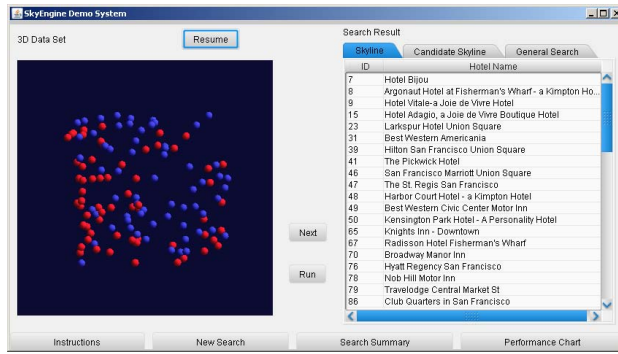 SkyEngine Demo System
3D Data Set
Resume
Search Result
Skyline
Candidate Skyline
General Search
ID Hotel Name
7 Hotel Bijou
8 Argonaut Hotel at Fisherman's Wharf - a Kimpton Ho...
9 Hotel Vitale-a Joie de Vivre Hotel
15 Hotel Adagio, a Joie de Vivre Boutique Hotel
23 Larkspur Hotel Union Square
31 Best Western Americania
39 Hilton San Francisco Union Square
41 The Pickwick Hotel
46 San Francisco Marriott Union Square
47 The St. Regis San Francisco
48 Harbor Court Hotel - a Kimpton Hotel
49 Best Western Civic Center Motor Inn
50 Kensington Park Hotel - A Personality Hotel
65 Knights Inn - Downtown
67 Radisson Hotel Fisherman's Wharf
70 Broadway Manor Inn
76 Hyatt Regency San Francisco
78 Nob Hill Motor Inn
79 Travelodge Central Market St
86 Club Quarters in San Francisco
Next
Run
Instructions
New Search
Search Summary
Performance Chart